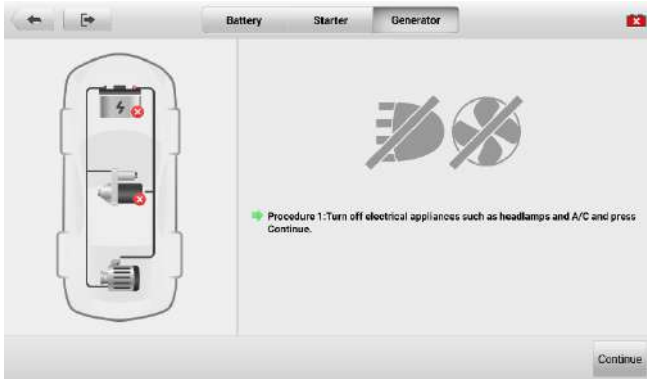 Battery Starter Generator
Procedure 1:Turn off electrical appliances such as headlamps and A/C and press
Continue.
Continue